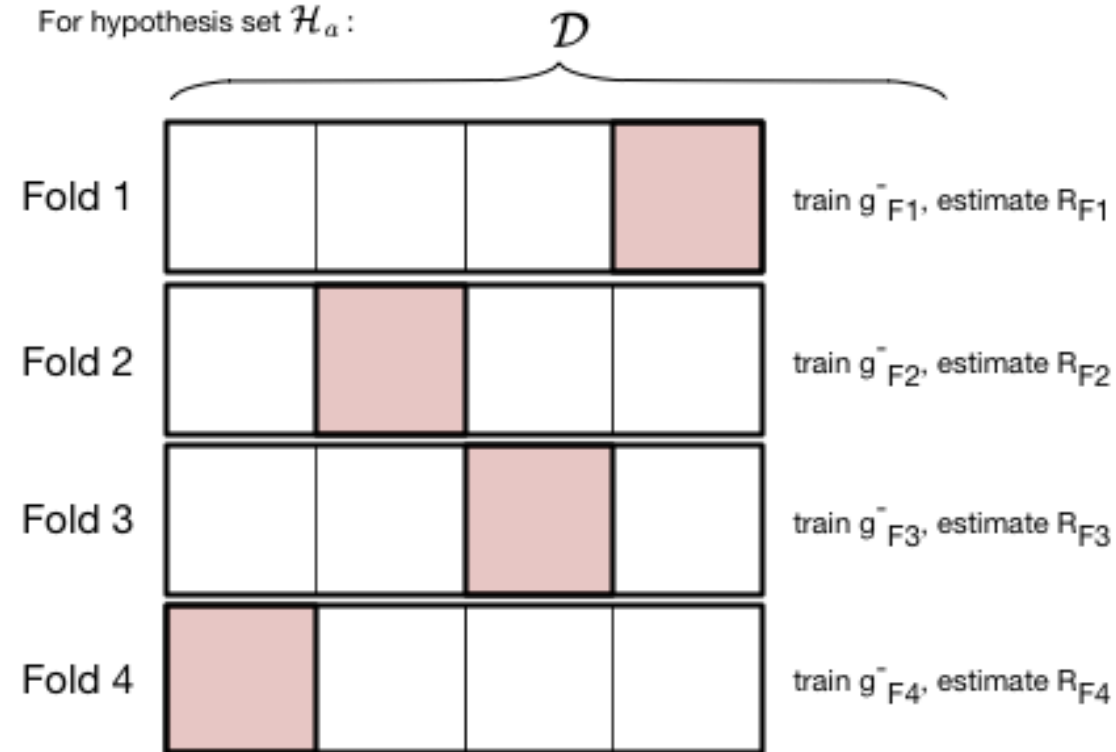 For hypothesis set ℋₐ:
𝒟
Fold 1 train g⁻F1, estimate RF1
Fold 2 train g⁻F2, estimate RF2
Fold 3 train g⁻F3, estimate RF3
Fold 4 train g⁻F4, estimate RF4